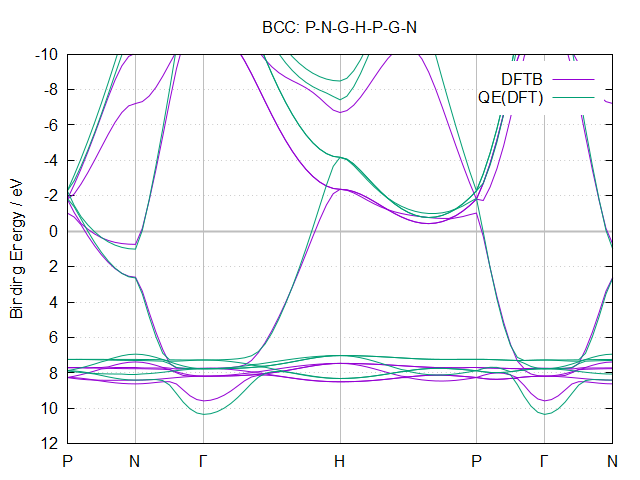 BCC: P-N-G-H-P-G-N
DFTB
QE(DFT)
Binding Energy / eV
-10
-8
-6
-4
-2
0
2
4
6
8
10
12
P N Γ H P Γ N